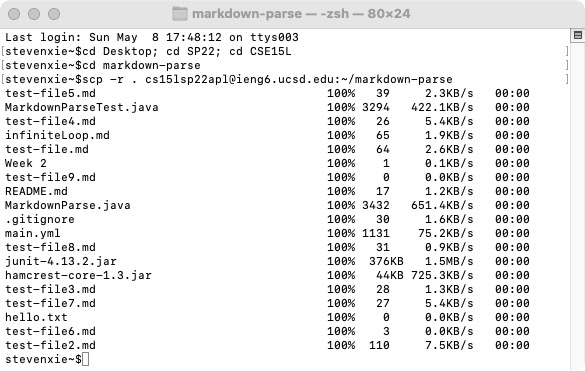 markdown-parse — -zsh — 80×24
Last login: Sun May  8 17:48:12 on ttys003
[stevenxie~$cd Desktop; cd SP22; cd CSE15L ]
[stevenxie~$cd markdown-parse ]
[stevenxie~$scp -r . cs15lsp22apl@ieng6.ucsd.edu:~/markdown-parse ]
test-file5.md 100% 39 2.3KB/s 00:00
MarkdownParseTest.java 100% 3294 422.1KB/s 00:00
test-file4.md 100% 26 5.4KB/s 00:00
infiniteLoop.md 100% 65 1.9KB/s 00:00
test-file.md 100% 64 2.6KB/s 00:00
Week 2 100% 1 0.1KB/s 00:00
test-file9.md 100% 0 0.0KB/s 00:00
README.md 100% 17 1.2KB/s 00:00
MarkdownParse.java 100% 3432 651.4KB/s 00:00
.gitignore 100% 30 1.6KB/s 00:00
main.yml 100% 1131 75.2KB/s 00:00
test-file8.md 100% 31 0.9KB/s 00:00
junit-4.13.2.jar 100% 376KB 1.5MB/s 00:00
hamcrest-core-1.3.jar 100% 44KB 725.3KB/s 00:00
test-file3.md 100% 28 1.3KB/s 00:00
test-file7.md 100% 27 5.4KB/s 00:00
hello.txt 100% 0 0.0KB/s 00:00
test-file6.md 100% 3 0.0KB/s 00:00
test-file2.md 100% 110 7.5KB/s 00:00
stevenxie~$